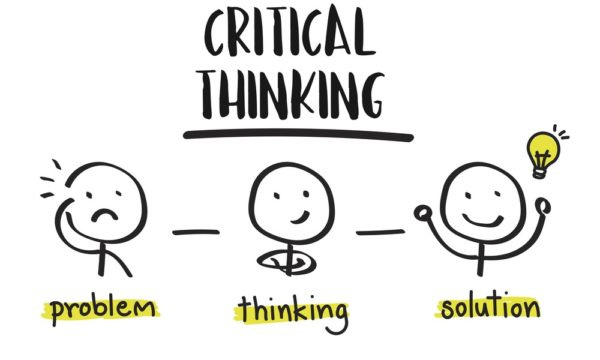 CRITICAL
THINKING
problem
thinking
solution